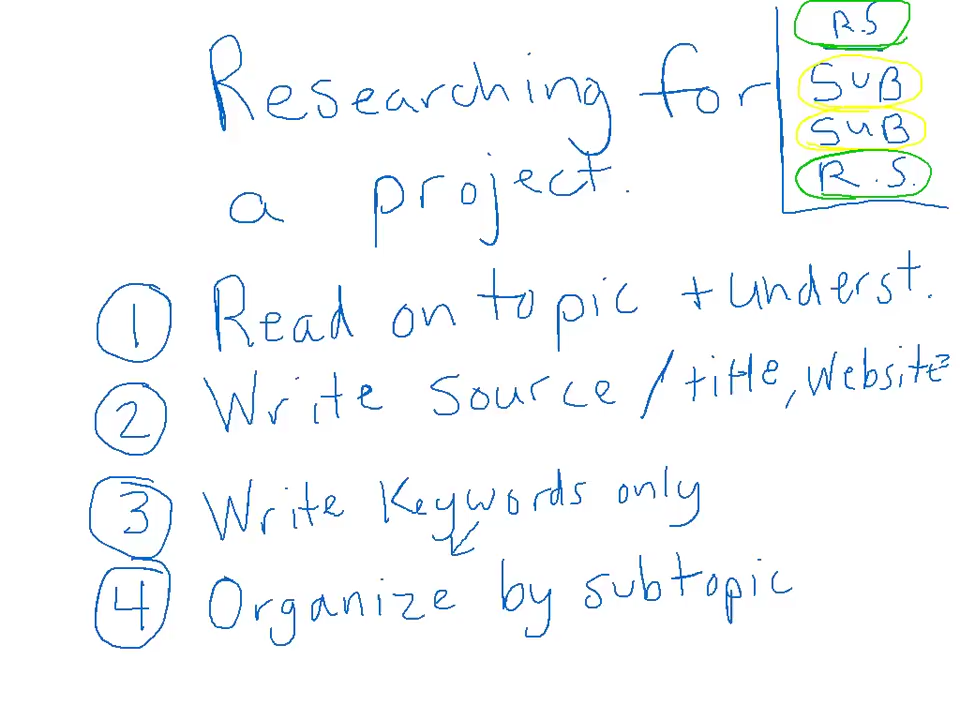 R.S
SUB
SUB
R.S.
Researching for
a project.
1 Read on topic + underst.
2 Write source / title, website
3 Write keywords only
4 Organize by subtopic